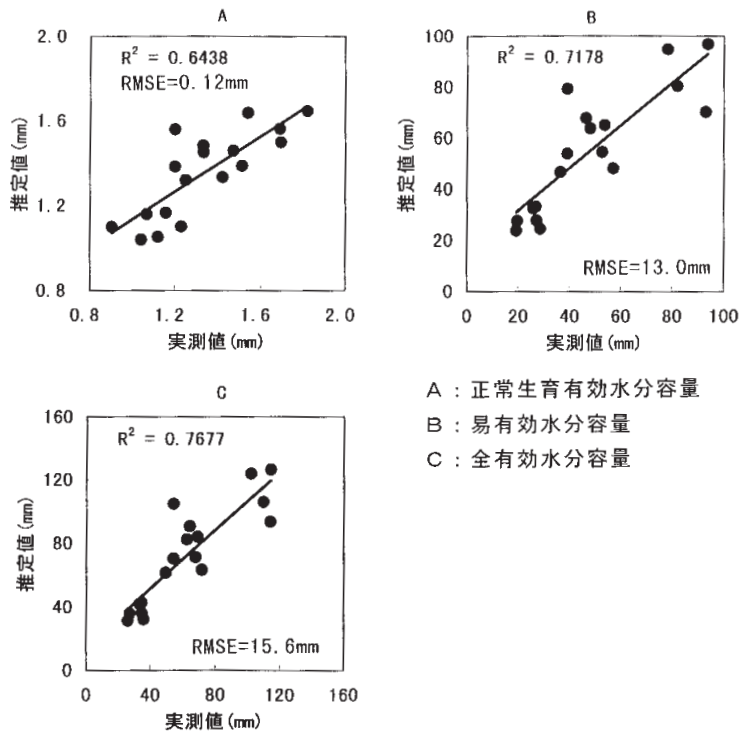 A
R² = 0.6438
RMSE=0.12mm
2.0
1.6
1.2
0.8
推定値(mm)
0.8 1.2 1.6 2.0
実測値(mm)
B
R² = 0.7178
RMSE=13.0mm
100
80
60
40
20
0
推定値(mm)
0 20 40 60 80 100
実測値(mm)
C
R² = 0.7677
RMSE=15.6mm
160
120
80
40
0
推定値(mm)
0 40 80 120 160
実測値(mm)
A : 正常生育有効水分容量
B : 易有効水分容量
C : 全有効水分容量